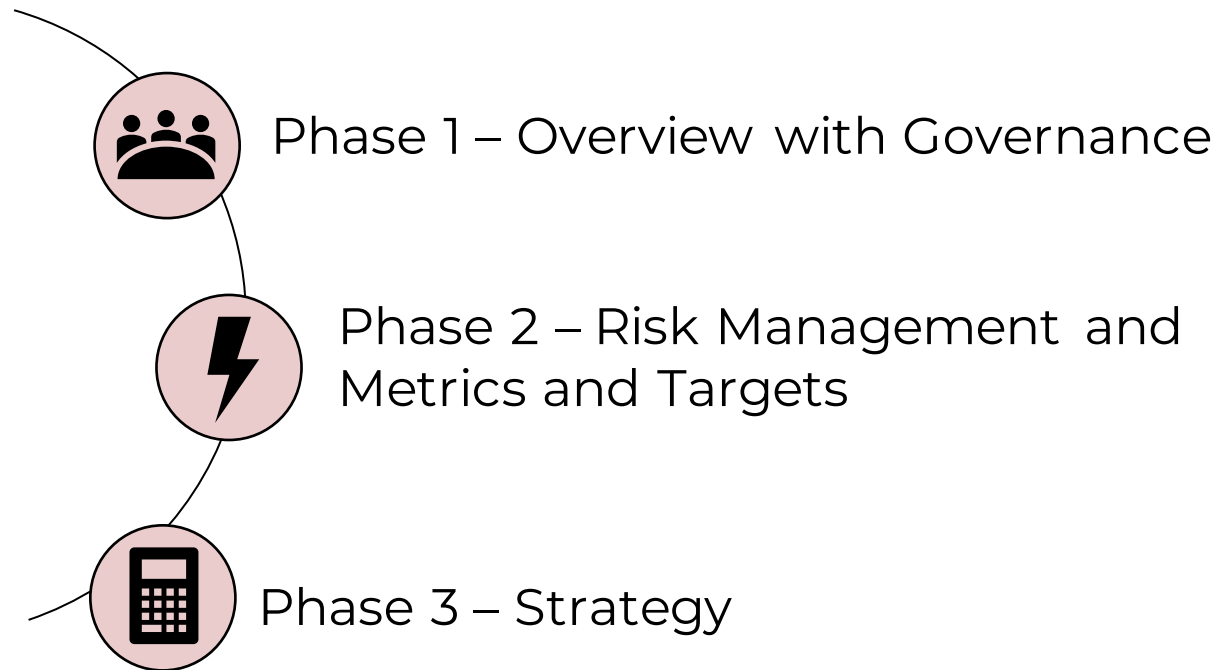 Phase 1 – Overview with Governance
Phase 2 – Risk Management and
Metrics and Targets
Phase 3 – Strategy